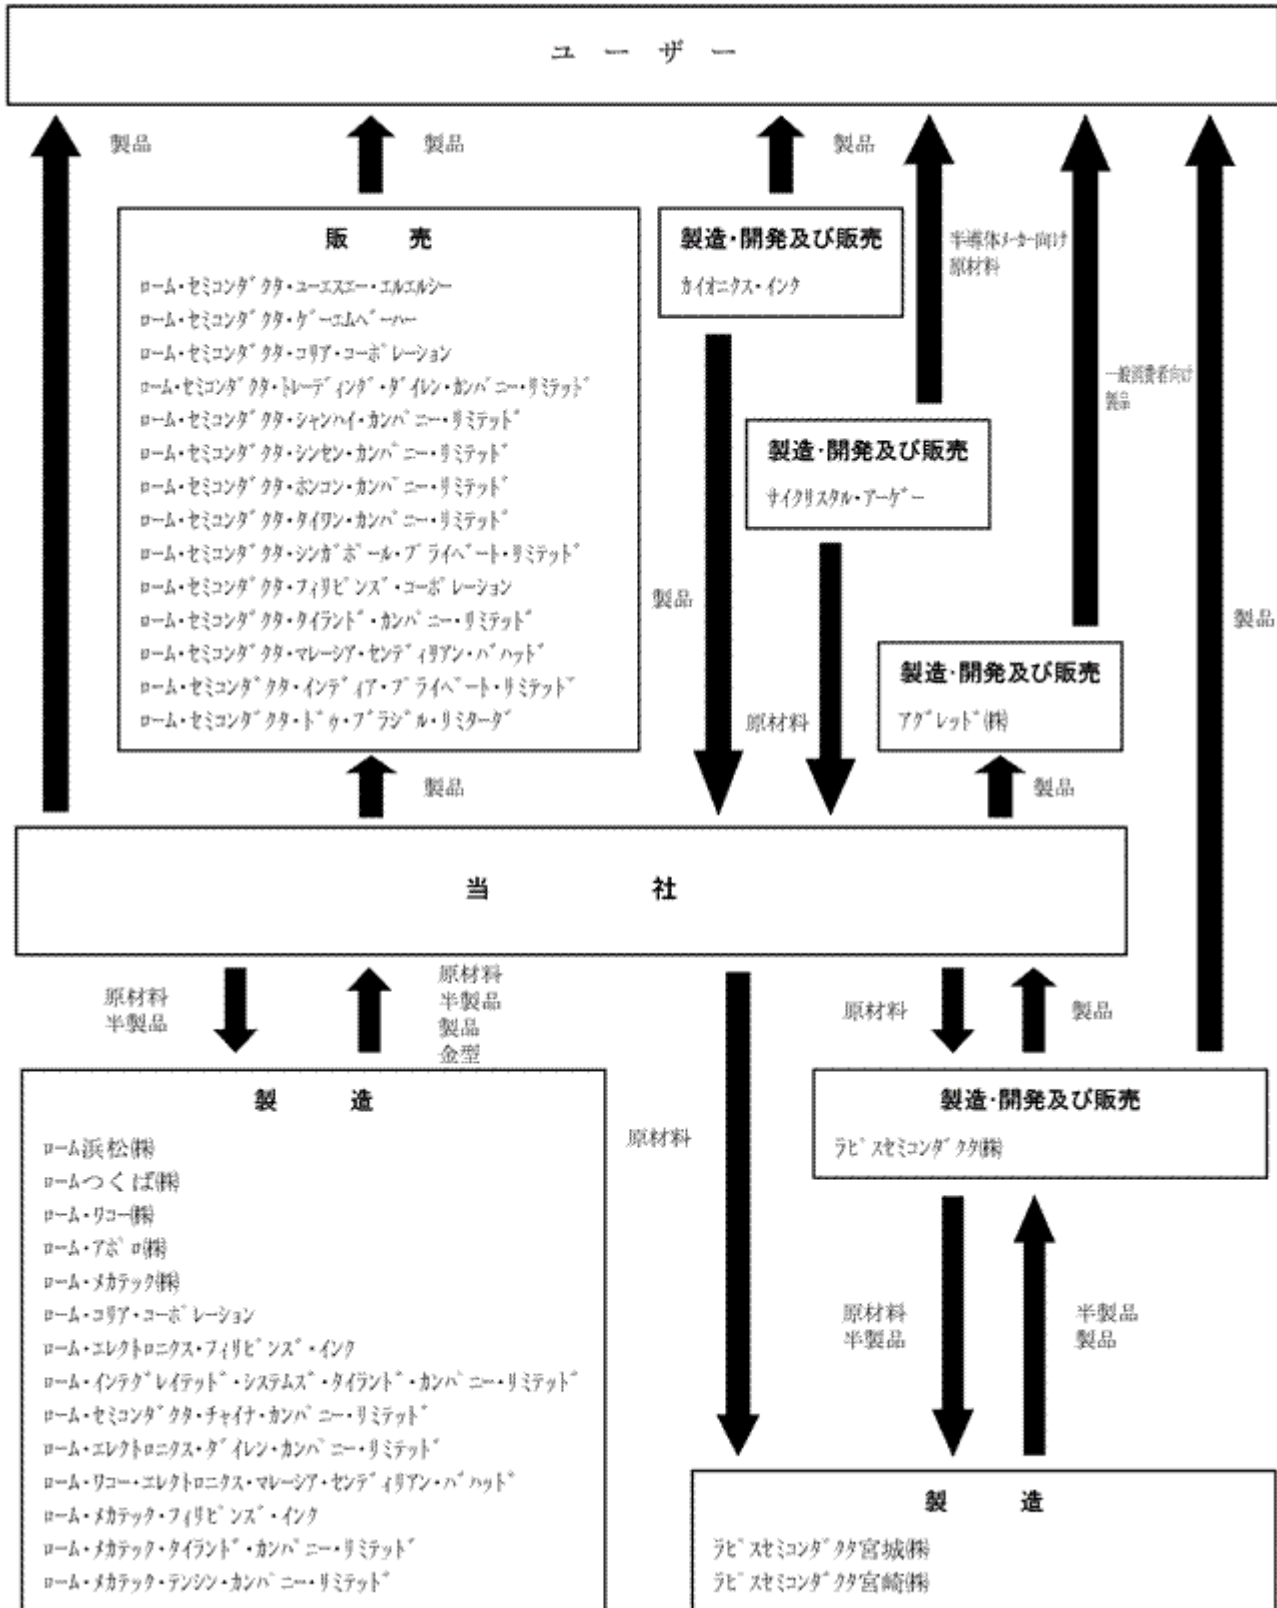 ユーザー
製品
製品
製品
半導体ﾒｰｶｰ向け
原材料
一般消費者向け
製品
製品
販売
ﾛｰﾑ・ｾﾐｺﾝﾀﾞｸﾀ・ﾕｰｴｽｴｰ・ｴﾙｴﾙｼｰ
ﾛｰﾑ・ｾﾐｺﾝﾀﾞｸﾀ・ｹﾞｰｴﾑﾍﾞｰﾊｰ
ﾛｰﾑ・ｾﾐｺﾝﾀﾞｸﾀ・ｺﾘｱ・ｺｰﾎﾟﾚｰｼｮﾝ
ﾛｰﾑ・ｾﾐｺﾝﾀﾞｸﾀ・ﾄﾚｰﾃﾞｨﾝｸﾞ・ﾀﾞｲﾚﾝ・ｶﾝﾊﾟﾆｰ・ﾘﾐﾃｯﾄﾞ
ﾛｰﾑ・ｾﾐｺﾝﾀﾞｸﾀ・ｼｬﾝﾊｲ・ｶﾝﾊﾟﾆｰ・ﾘﾐﾃｯﾄﾞ
ﾛｰﾑ・ｾﾐｺﾝﾀﾞｸﾀ・ｼﾝｾﾝ・ｶﾝﾊﾟﾆｰ・ﾘﾐﾃｯﾄﾞ
ﾛｰﾑ・ｾﾐｺﾝﾀﾞｸﾀ・ﾎﾝｺﾝ・ｶﾝﾊﾟﾆｰ・ﾘﾐﾃｯﾄﾞ
ﾛｰﾑ・ｾﾐｺﾝﾀﾞｸﾀ・ﾀｲﾜﾝ・ｶﾝﾊﾟﾆｰ・ﾘﾐﾃｯﾄﾞ
ﾛｰﾑ・ｾﾐｺﾝﾀﾞｸﾀ・ｼﾝｶﾞﾎﾟｰﾙ・ﾌﾟﾗｲﾍﾞｰﾄ・ﾘﾐﾃｯﾄﾞ
ﾛｰﾑ・ｾﾐｺﾝﾀﾞｸﾀ・ﾌｨﾘﾋﾟﾝｽﾞ・ｺｰﾎﾟﾚｰｼｮﾝ
ﾛｰﾑ・ｾﾐｺﾝﾀﾞｸﾀ・ﾀｲﾗﾝﾄﾞ・ｶﾝﾊﾟﾆｰ・ﾘﾐﾃｯﾄﾞ
ﾛｰﾑ・ｾﾐｺﾝﾀﾞｸﾀ・ﾏﾚｰｼｱ・ｾﾝﾃﾞｨﾘｱﾝ・ﾊﾞﾊｯﾄﾞ
ﾛｰﾑ・ｾﾐｺﾝﾀﾞｸﾀ・ｲﾝﾃﾞｨｱ・ﾌﾟﾗｲﾍﾞｰﾄ・ﾘﾐﾃｯﾄﾞ
ﾛｰﾑ・ｾﾐｺﾝﾀﾞｸﾀ・ﾄﾞｩ・ﾌﾞﾗｼﾞﾙ・ﾘﾐﾀｰﾀﾞ
製造・開発及び販売
ｶｲｵﾆｸｽ・ｲﾝｸ
製造・開発及び販売
ｻｲｸﾘｽﾀﾙ・ｱｰｹﾞｰ
製造・開発及び販売
ｱｸﾞﾚｯﾄﾞ㈱
製品
原材料
製品
製品
当社
原材料
半製品
原材料
半製品
製品
金型
原材料
原材料
製品
製造
ﾛｰﾑ浜松㈱
ﾛｰﾑつくば㈱
ﾛｰﾑ・ﾜｺｰ㈱
ﾛｰﾑ・ｱﾎﾟﾛ㈱
ﾛｰﾑ・ﾒｶﾃｯｸ㈱
ﾛｰﾑ・ｺﾘｱ・ｺｰﾎﾟﾚｰｼｮﾝ
ﾛｰﾑ・ｴﾚｸﾄﾛﾆｸｽ・ﾌｨﾘﾋﾟﾝｽﾞ・ｲﾝｸ
ﾛｰﾑ・ｲﾝﾃｸﾞﾚｲﾃｯﾄﾞ・ｼｽﾃﾑｽﾞ・ﾀｲﾗﾝﾄﾞ・ｶﾝﾊﾟﾆｰ・ﾘﾐﾃｯﾄﾞ
ﾛｰﾑ・ｾﾐｺﾝﾀﾞｸﾀ・ﾁｬｲﾅ・ｶﾝﾊﾟﾆｰ・ﾘﾐﾃｯﾄﾞ
ﾛｰﾑ・ｴﾚｸﾄﾛﾆｸｽ・ﾀﾞｲﾚﾝ・ｶﾝﾊﾟﾆｰ・ﾘﾐﾃｯﾄﾞ
ﾛｰﾑ・ﾜｺｰ・ｴﾚｸﾄﾛﾆｸｽ・ﾏﾚｰｼｱ・ｾﾝﾃﾞｨﾘｱﾝ・ﾊﾞﾊｯﾄﾞ
ﾛｰﾑ・ﾒｶﾃｯｸ・ﾌｨﾘﾋﾟﾝｽﾞ・ｲﾝｸ
ﾛｰﾑ・ﾒｶﾃｯｸ・ﾀｲﾗﾝﾄﾞ・ｶﾝﾊﾟﾆｰ・ﾘﾐﾃｯﾄﾞ
ﾛｰﾑ・ﾒｶﾃｯｸ・ﾃﾝｼﾝ・ｶﾝﾊﾟﾆｰ・ﾘﾐﾃｯﾄﾞ
製造・開発及び販売
ﾗﾋﾟｽｾﾐｺﾝﾀﾞｸﾀ㈱
原材料
半製品
半製品
製品
製造
ﾗﾋﾟｽｾﾐｺﾝﾀﾞｸﾀ宮城㈱
ﾗﾋﾟｽｾﾐｺﾝﾀﾞｸﾀ宮崎㈱